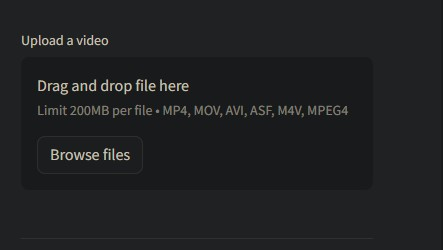 Upload a video
Drag and drop file here
Limit 200MB per file • MP4, MOV, AVI, ASF, M4V, MPEG4
Browse files